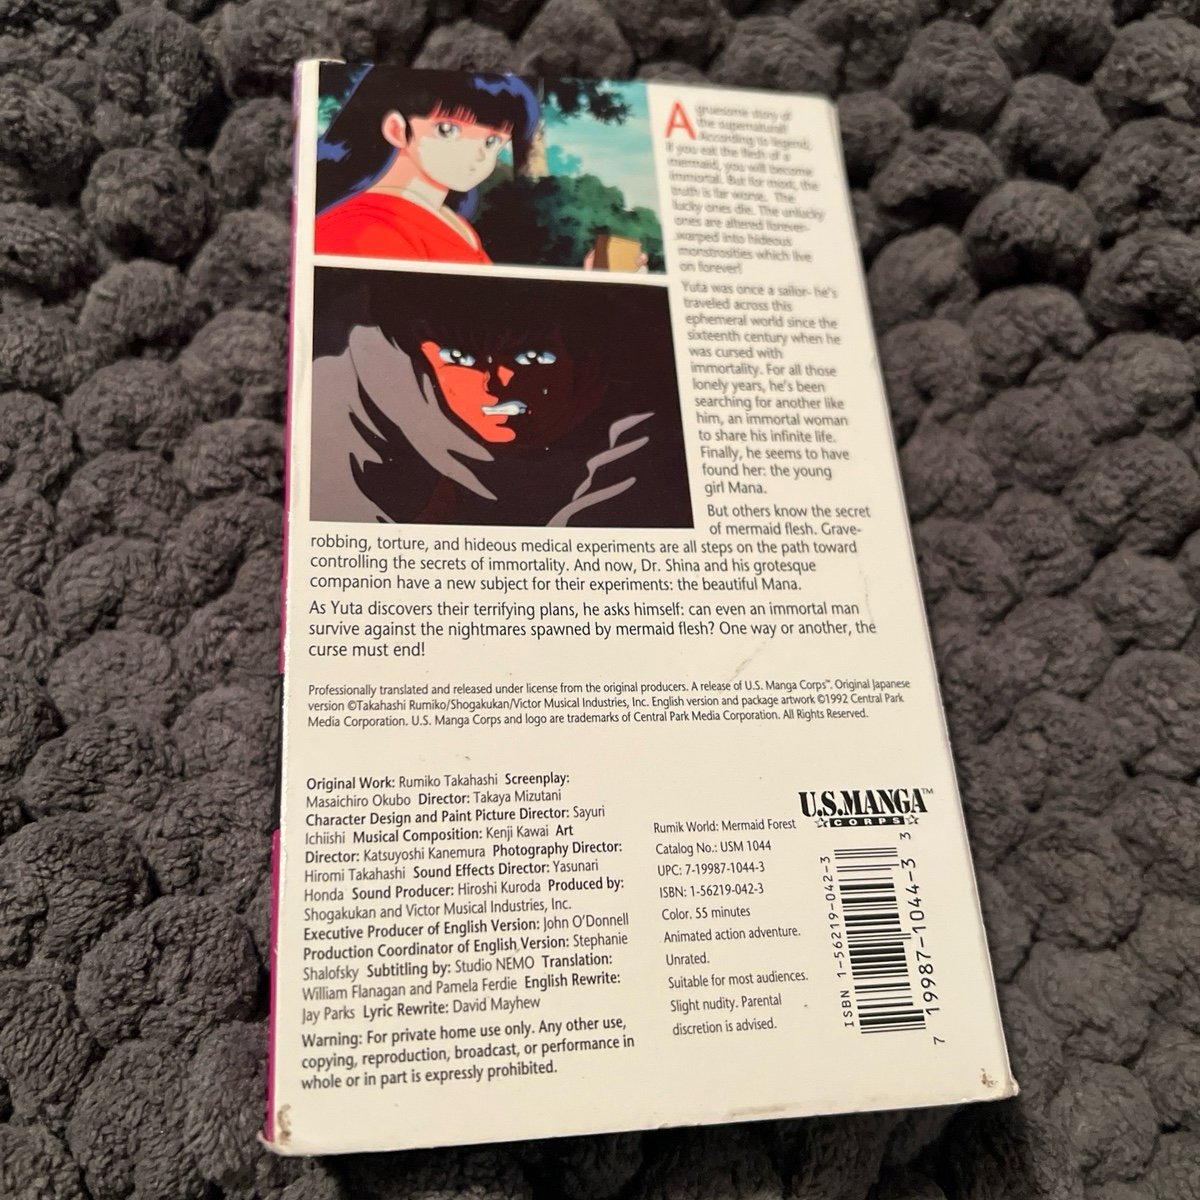 A gruesome story of
the supernatural!
According to legend,
if you eat the flesh of a
mermaid, you will become
immortal. But for most, the
truth is far worse. The
lucky ones die. The unlucky
ones are altered forever-
warped into hideous
monstrosities which live
on forever!
Yuta was once a sailor- he's
traveled across this
ephemeral world since the
sixteenth century when he
was cursed with
immortality. For all those
lonely years, he's been
searching for another like
him, an immortal woman
to share his infinite life.
Finally, he seems to have
found her: the young
girl Mana.
But others know the secret
of mermaid flesh. Grave-
robbing, torture, and hideous medical experiments are all steps on the path toward
controlling the secrets of immortality. And now, Dr. Shina and his grotesque
companion have a new subject for their experiments: the beautiful Mana.
As Yuta discovers their terrifying plans, he asks himself: can even an immortal man
survive against the nightmares spawned by mermaid flesh? One way or another, the
curse must end!
Professionally translated and released under license from the original producers. A release of U.S. Manga Corps™. Original Japanese
version ©Takahashi Rumiko/Shogakukan/Victor Musical Industries, Inc. English version and package artwork ©1992 Central Park
Media Corporation. U.S. Manga Corps and logo are trademarks of Central Park Media Corporation. All Rights Reserved.
Original Work: Rumiko Takahashi Screenplay:
Masaichiro Okubo Director: Takaya Mizutani
Character Design and Paint Picture Director: Sayuri
Ichiishi Musical Composition: Kenji Kawai Art
Director: Katsuyoshi Kanemura Photography Director:
Hiromi Takahashi Sound Effects Director: Yasunari
Honda Sound Producer: Hiroshi Kuroda Produced by:
Shogakukan and Victor Musical Industries, Inc.
Executive Producer of English Version: John O'Donnell
Production Coordinator of English Version: Stephanie
Shalofsky Subtitling by: Studio NEMO Translation:
William Flanagan and Pamela Ferdie English Rewrite:
Jay Parks Lyric Rewrite: David Mayhew
Warning: For private home use only. Any other use,
copying, reproduction, broadcast, or performance in
whole or in part is expressly prohibited.
Rumik World: Mermaid Forest
Catalog No.: USM 1044
UPC: 7-19987-1044-3
ISBN: 1-56219-042-3
Color. 55 minutes
Animated action adventure.
Unrated.
Suitable for most audiences.
Slight nudity. Parental
discretion is advised.
U.S.MANGA™
CORPS
ISBN 1-56219-042-3
7 19987-1044-3 3